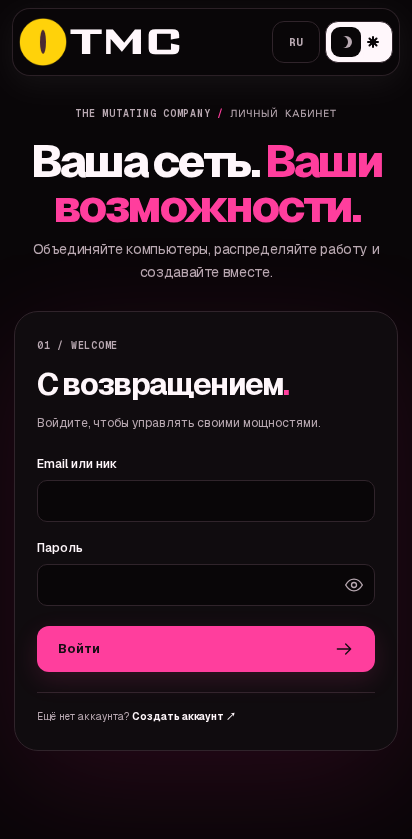 TMC
RU
THE MUTATING COMPANY / ЛИЧНЫЙ КАБИНЕТ
Ваша сеть. Ваши
возможности.
Объединяйте компьютеры, распределяйте работу и
создавайте вместе.
01 / WELCOME
С возвращением.
Войдите, чтобы управлять своими мощностями.
Email или ник
Пароль
Войти →
Ещё нет аккаунта? Создать аккаунт ↗